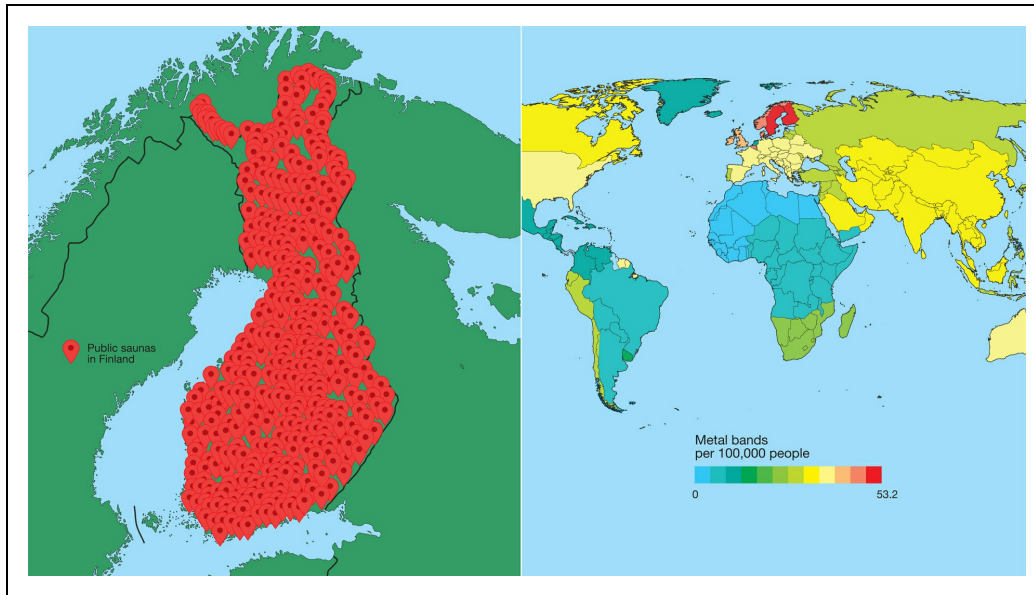 Public saunas
in Finland
Metal bands
per 100,000 people
0
53.2